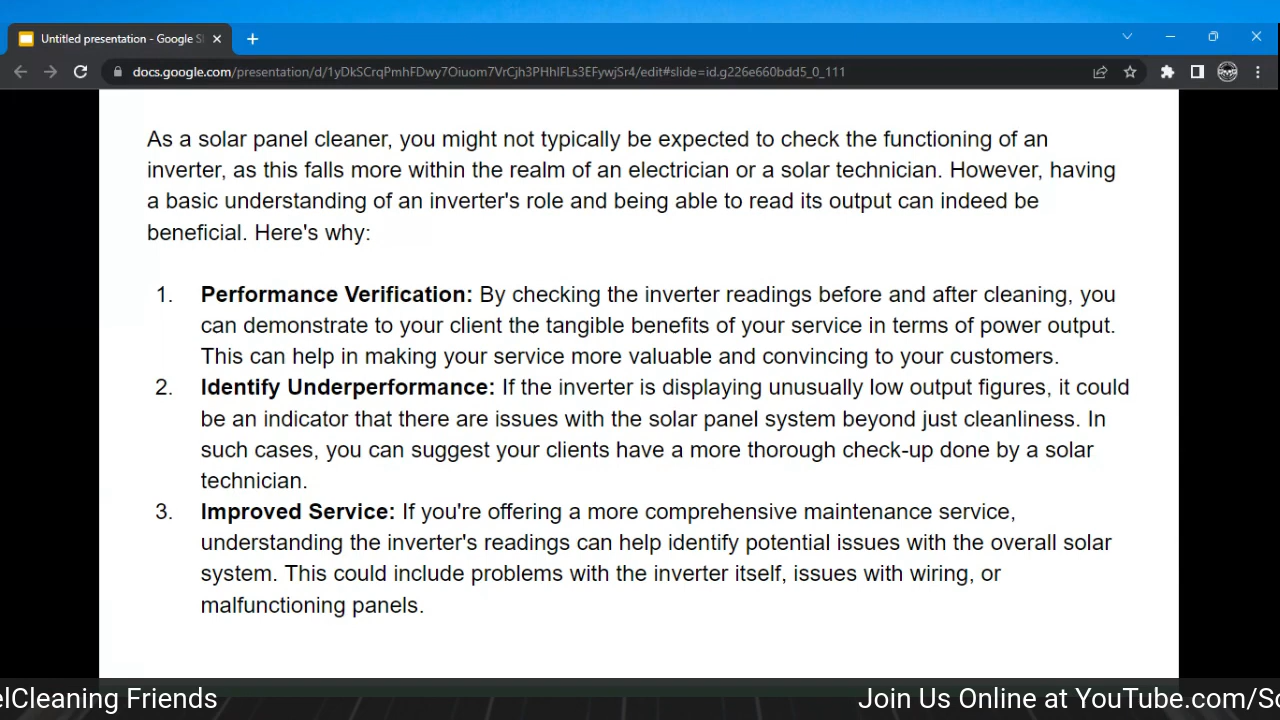 Untitled presentation - Google Sl
docs.google.com/presentation/d/1yDkSCrqPmhFDwy7Oiuom7VrCjh3PHhlFLs3EFywjSr4/edit#slide=id.g226e660bdd5_0_111
As a solar panel cleaner, you might not typically be expected to check the functioning of an
inverter, as this falls more within the realm of an electrician or a solar technician. However, having
a basic understanding of an inverter's role and being able to read its output can indeed be
beneficial. Here's why:
1. Performance Verification: By checking the inverter readings before and after cleaning, you
can demonstrate to your client the tangible benefits of your service in terms of power output.
This can help in making your service more valuable and convincing to your customers.
2. Identify Underperformance: If the inverter is displaying unusually low output figures, it could
be an indicator that there are issues with the solar panel system beyond just cleanliness. In
such cases, you can suggest your clients have a more thorough check-up done by a solar
technician.
3. Improved Service: If you're offering a more comprehensive maintenance service,
understanding the inverter's readings can help identify potential issues with the overall solar
system. This could include problems with the inverter itself, issues with wiring, or
malfunctioning panels.
elCleaning Friends Join Us Online at YouTube.com/So